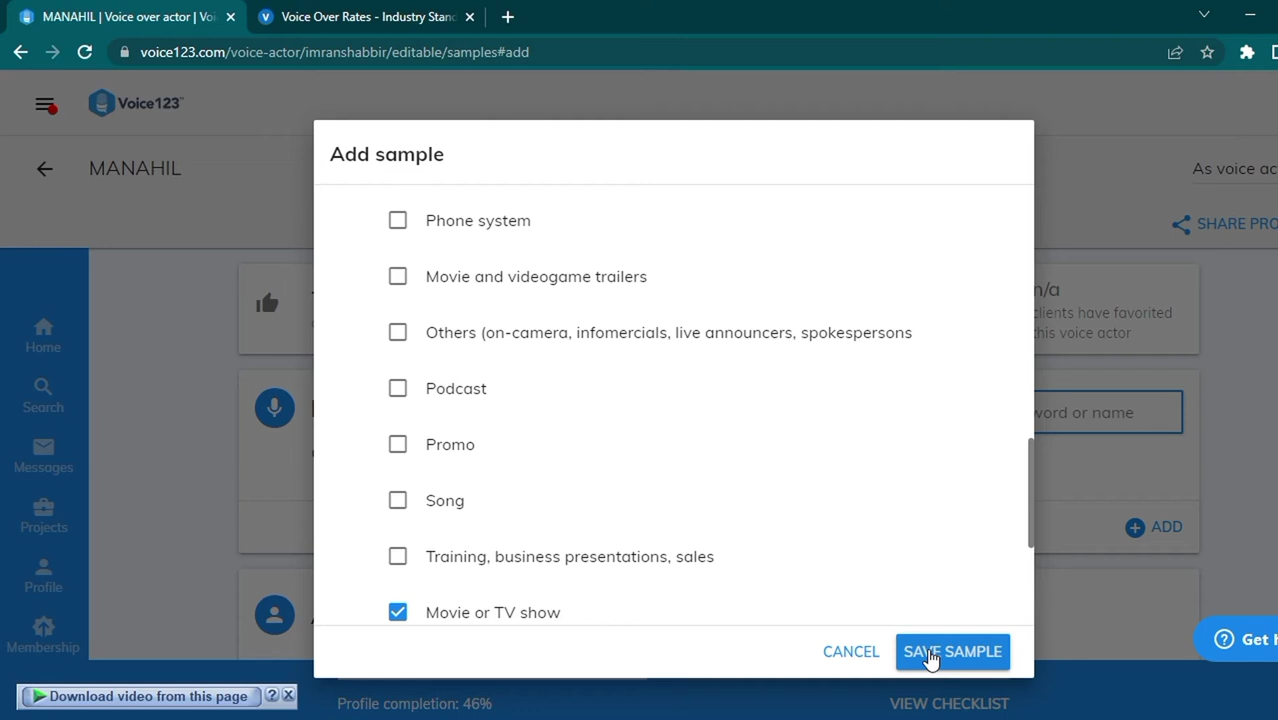 MANAHIL | Voice over actor | Voi
Voice Over Rates - Industry Stand
voice123.com/voice-actor/imranshabbir/editable/samples#add
Voice123
MANAHIL
As voice ac
SHARE PRO
Add sample
Phone system
Movie and videogame trailers
Others (on-camera, infomercials, live announcers, spokespersons
Podcast
Promo
Song
Training, business presentations, sales
Movie or TV show
CANCEL
SAVE SAMPLE
n/a
clients have favorited
this voice actor
word or name
ADD
Home
Search
Messages
Projects
Profile
Membership
Get h
Download video from this page
?
Profile completion: 46%
VIEW CHECKLIST